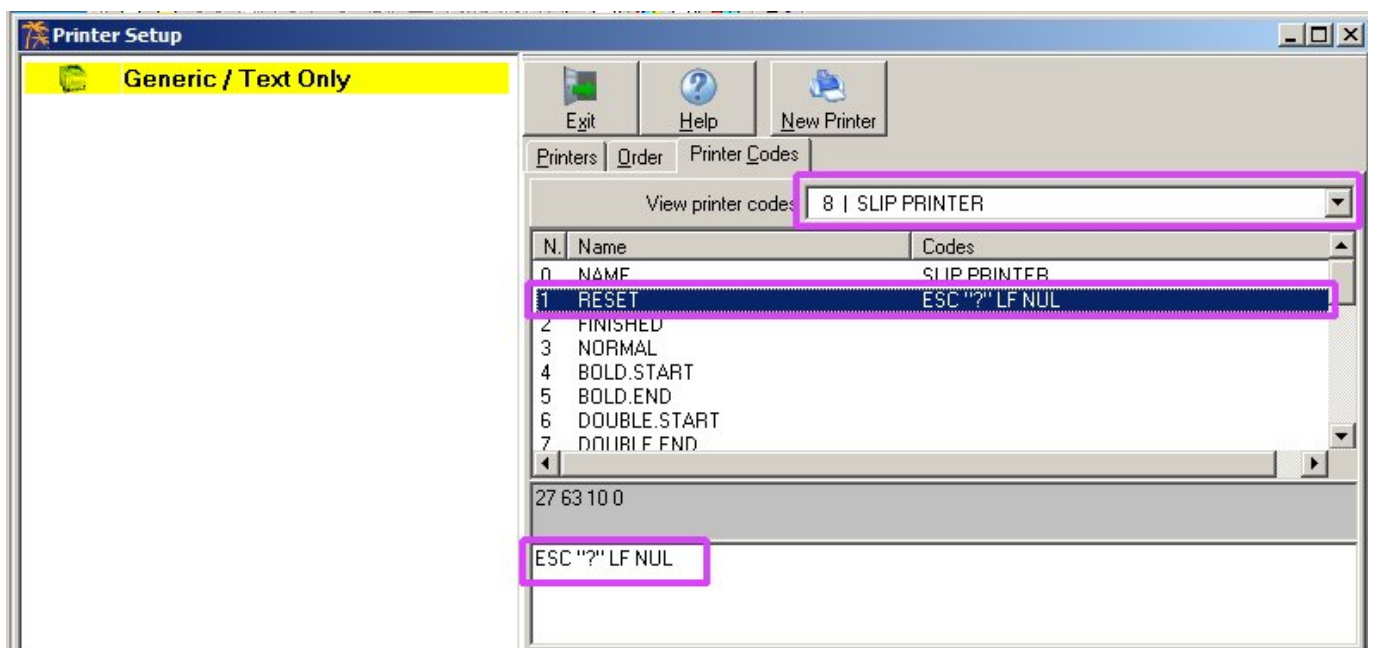 Printer Setup
Generic / Text Only
Exit Help New Printer
Printers Order Printer Codes
View printer codes 8 | SLIP PRINTER
N. Name Codes
0 NAME SLIP PRINTER
1 RESET ESC "?" LF NUL
2 FINISHED
3 NORMAL
4 BOLD.START
5 BOLD.END
6 DOUBLE.START
7 DOUBLE.END
27 63 10 0
ESC "?" LF NUL